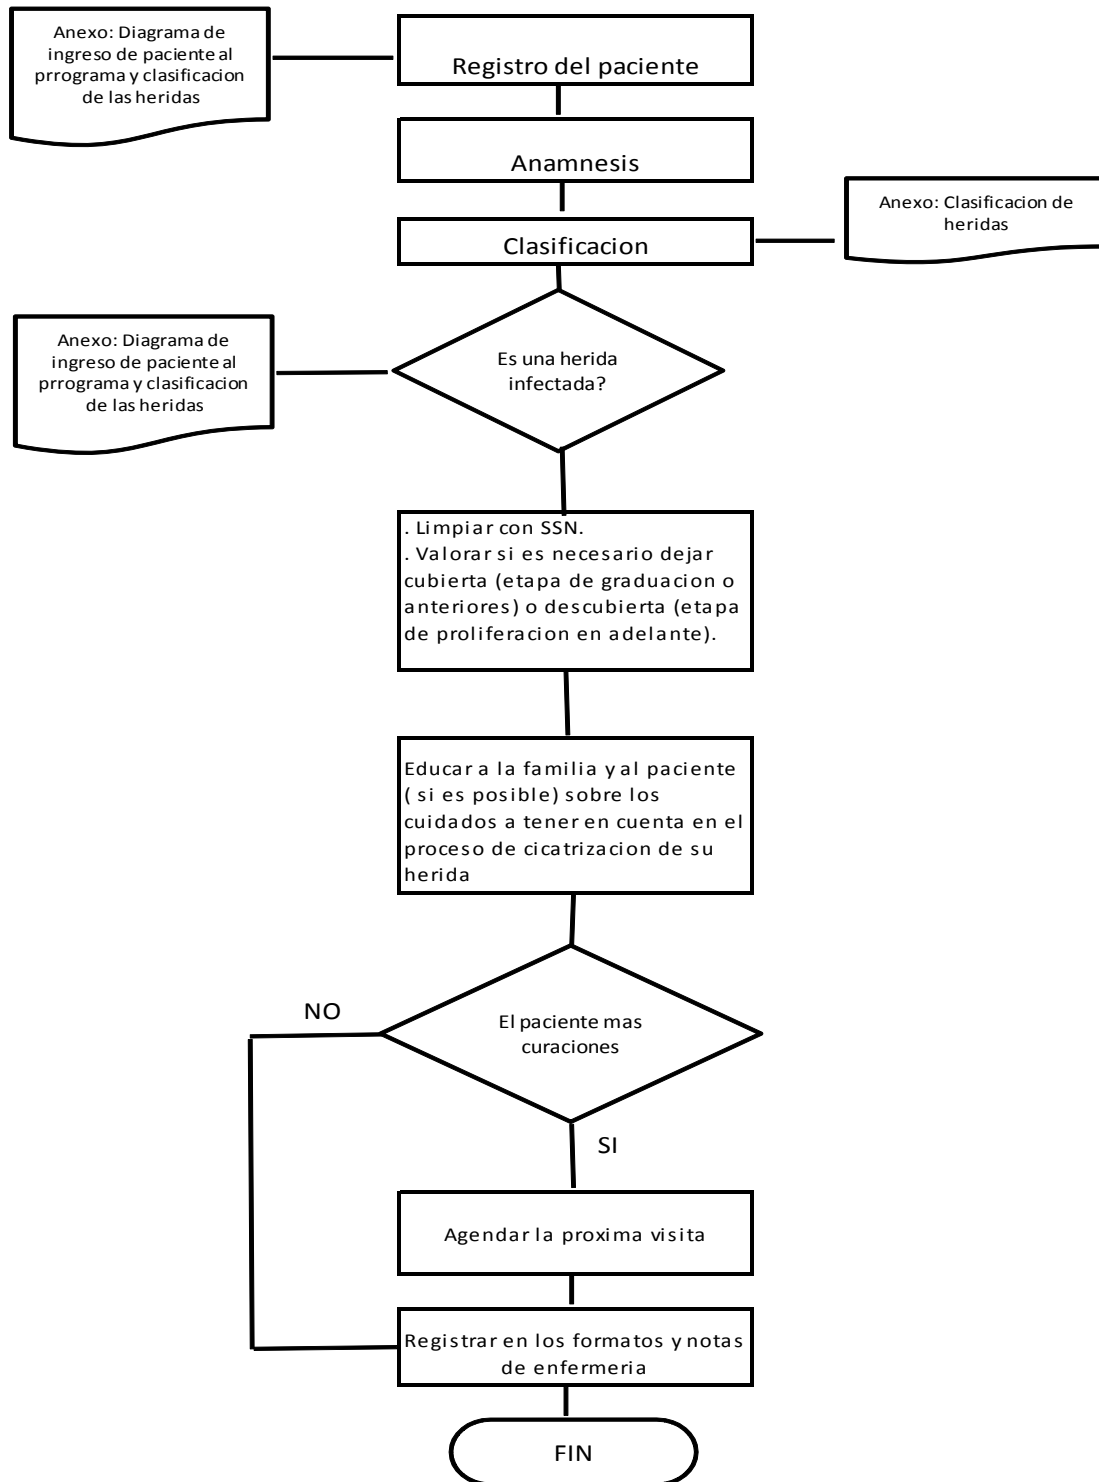 Anexo: Diagrama de
ingreso de paciente al
prrograma y clasificacion
de las heridas
Registro del paciente
Anamnesis
Clasificacion
Anexo: Clasificacion de
heridas
Anexo: Diagrama de
ingreso de paciente al
prrograma y clasificacion
de las heridas
Es una herida
infectada?
. Limpiar con SSN.
. Valorar si es necesario dejar
cubierta (etapa de graduacion o
anteriores) o descubierta (etapa
de proliferacion en adelante).
Educar a la familia y al paciente
( si es posible) sobre los
cuidados a tener en cuenta en el
proceso de cicatrizacion de su
herida
NO
El paciente mas
curaciones
SI
Agendar la proxima visita
Registrar en los formatos y notas
de enfermeria
FIN